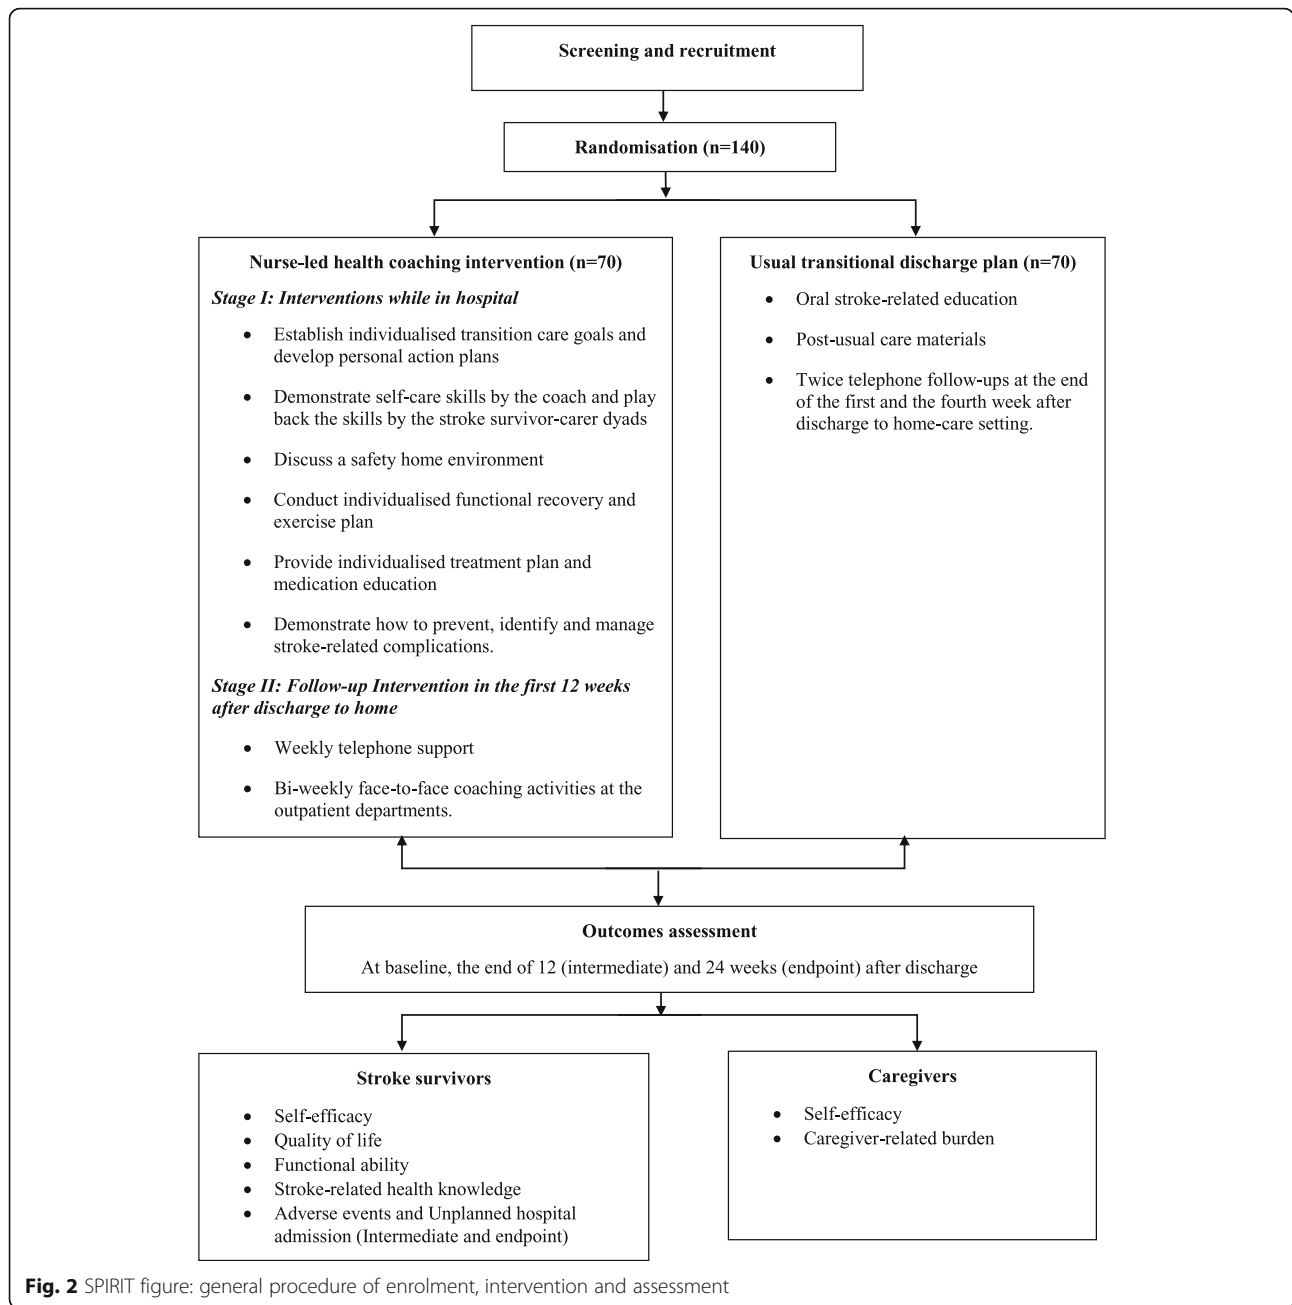 Screening and recruitment
Randomisation (n=140)
Nurse-led health coaching intervention (n=70)
Stage I: Interventions while in hospital
• Establish individualised transition care goals and
develop personal action plans
• Demonstrate self-care skills by the coach and play
back the skills by the stroke survivor-carer dyads
• Discuss a safety home environment
• Conduct individualised functional recovery and
exercise plan
• Provide individualised treatment plan and
medication education
• Demonstrate how to prevent, identify and manage
stroke-related complications.
Stage II: Follow-up Intervention in the first 12 weeks
after discharge to home
• Weekly telephone support
• Bi-weekly face-to-face coaching activities at the
outpatient departments.
Usual transitional discharge plan (n=70)
• Oral stroke-related education
• Post-usual care materials
• Twice telephone follow-ups at the end
of the first and the fourth week after
discharge to home-care setting.
Outcomes assessment
At baseline, the end of 12 (intermediate) and 24 weeks (endpoint) after discharge
Stroke survivors
• Self-efficacy
• Quality of life
• Functional ability
• Stroke-related health knowledge
• Adverse events and Unplanned hospital
admission (Intermediate and endpoint)
Caregivers
• Self-efficacy
• Caregiver-related burden
Fig. 2 SPIRIT figure: general procedure of enrolment, intervention and assessment